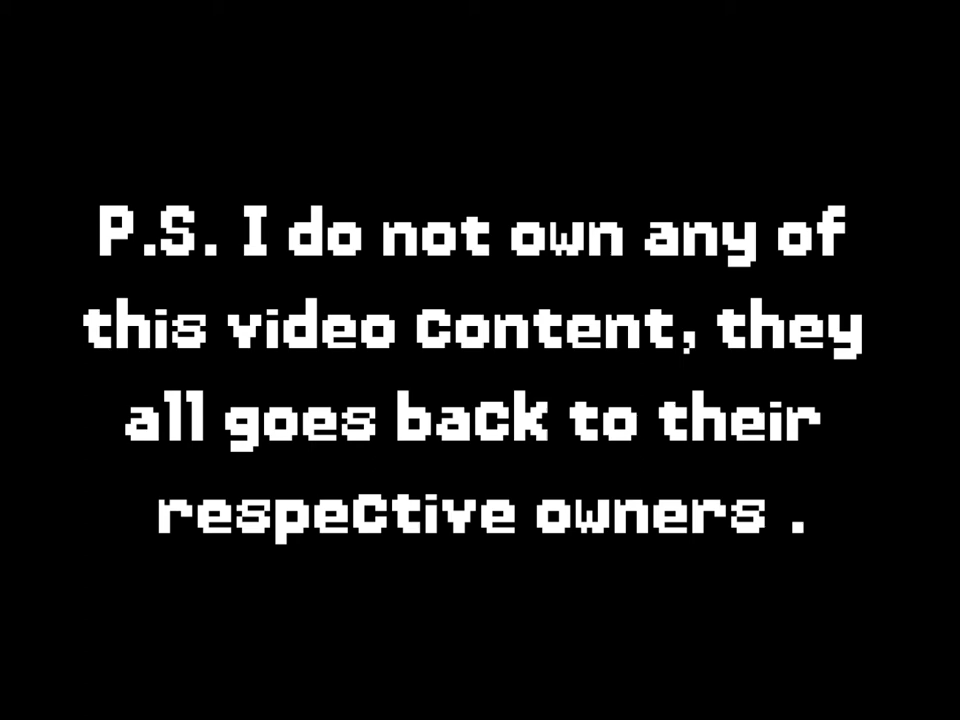 P.S. I do not own any of
this video content, they
all goes back to their
respective owners .